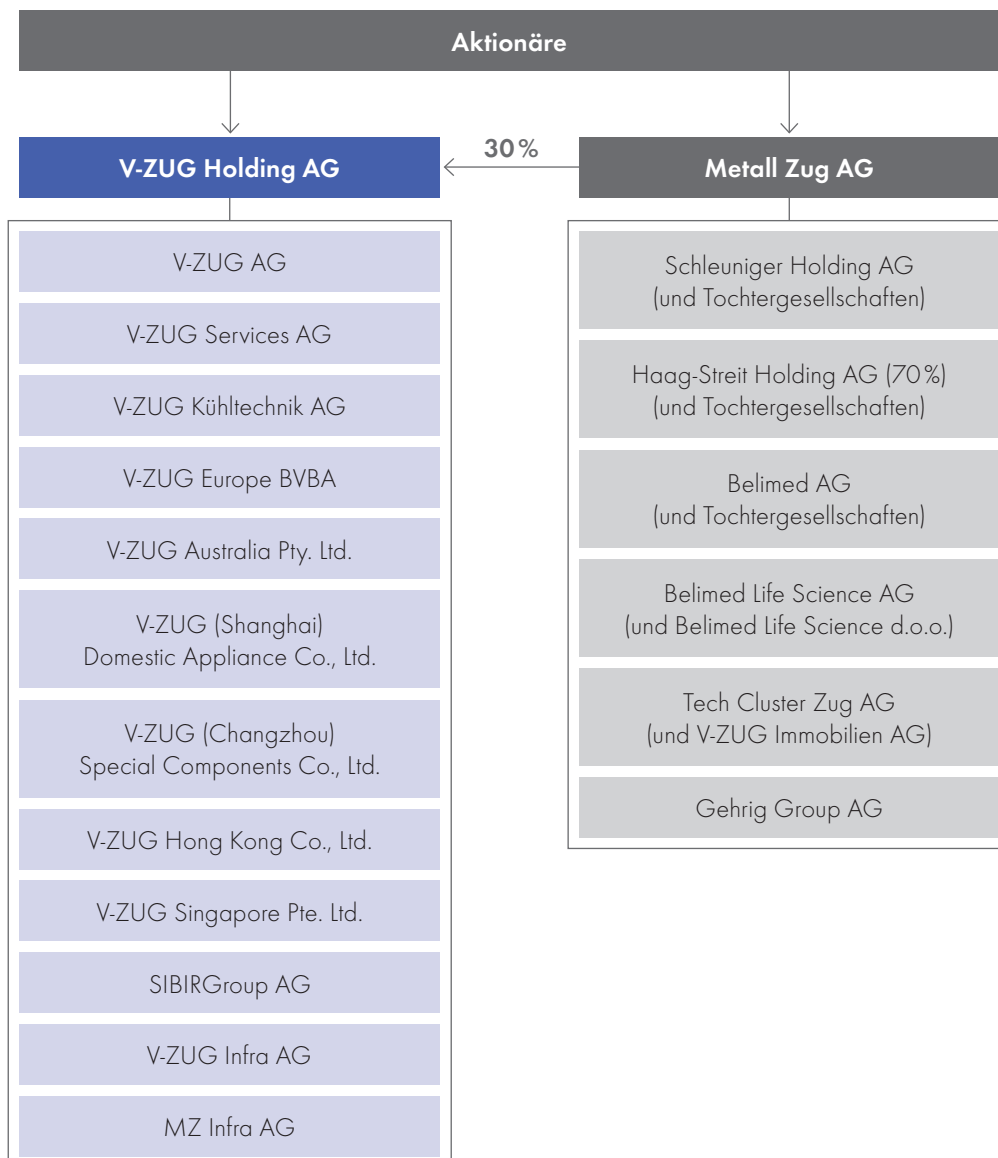 Aktionäre
V-ZUG Holding AG
30 %
Metall Zug AG
V-ZUG AG
V-ZUG Services AG
V-ZUG Kühltechnik AG
V-ZUG Europe BVBA
V-ZUG Australia Pty. Ltd.
V-ZUG (Shanghai)
Domestic Appliance Co., Ltd.
V-ZUG (Changzhou)
Special Components Co., Ltd.
V-ZUG Hong Kong Co., Ltd.
V-ZUG Singapore Pte. Ltd.
SIBIRGroup AG
V-ZUG Infra AG
MZ Infra AG
Schleuniger Holding AG
(und Tochtergesellschaften)
Haag-Streit Holding AG (70 %)
(und Tochtergesellschaften)
Belimed AG
(und Tochtergesellschaften)
Belimed Life Science AG
(und Belimed Life Science d.o.o.)
Tech Cluster Zug AG
(und V-ZUG Immobilien AG)
Gehrig Group AG